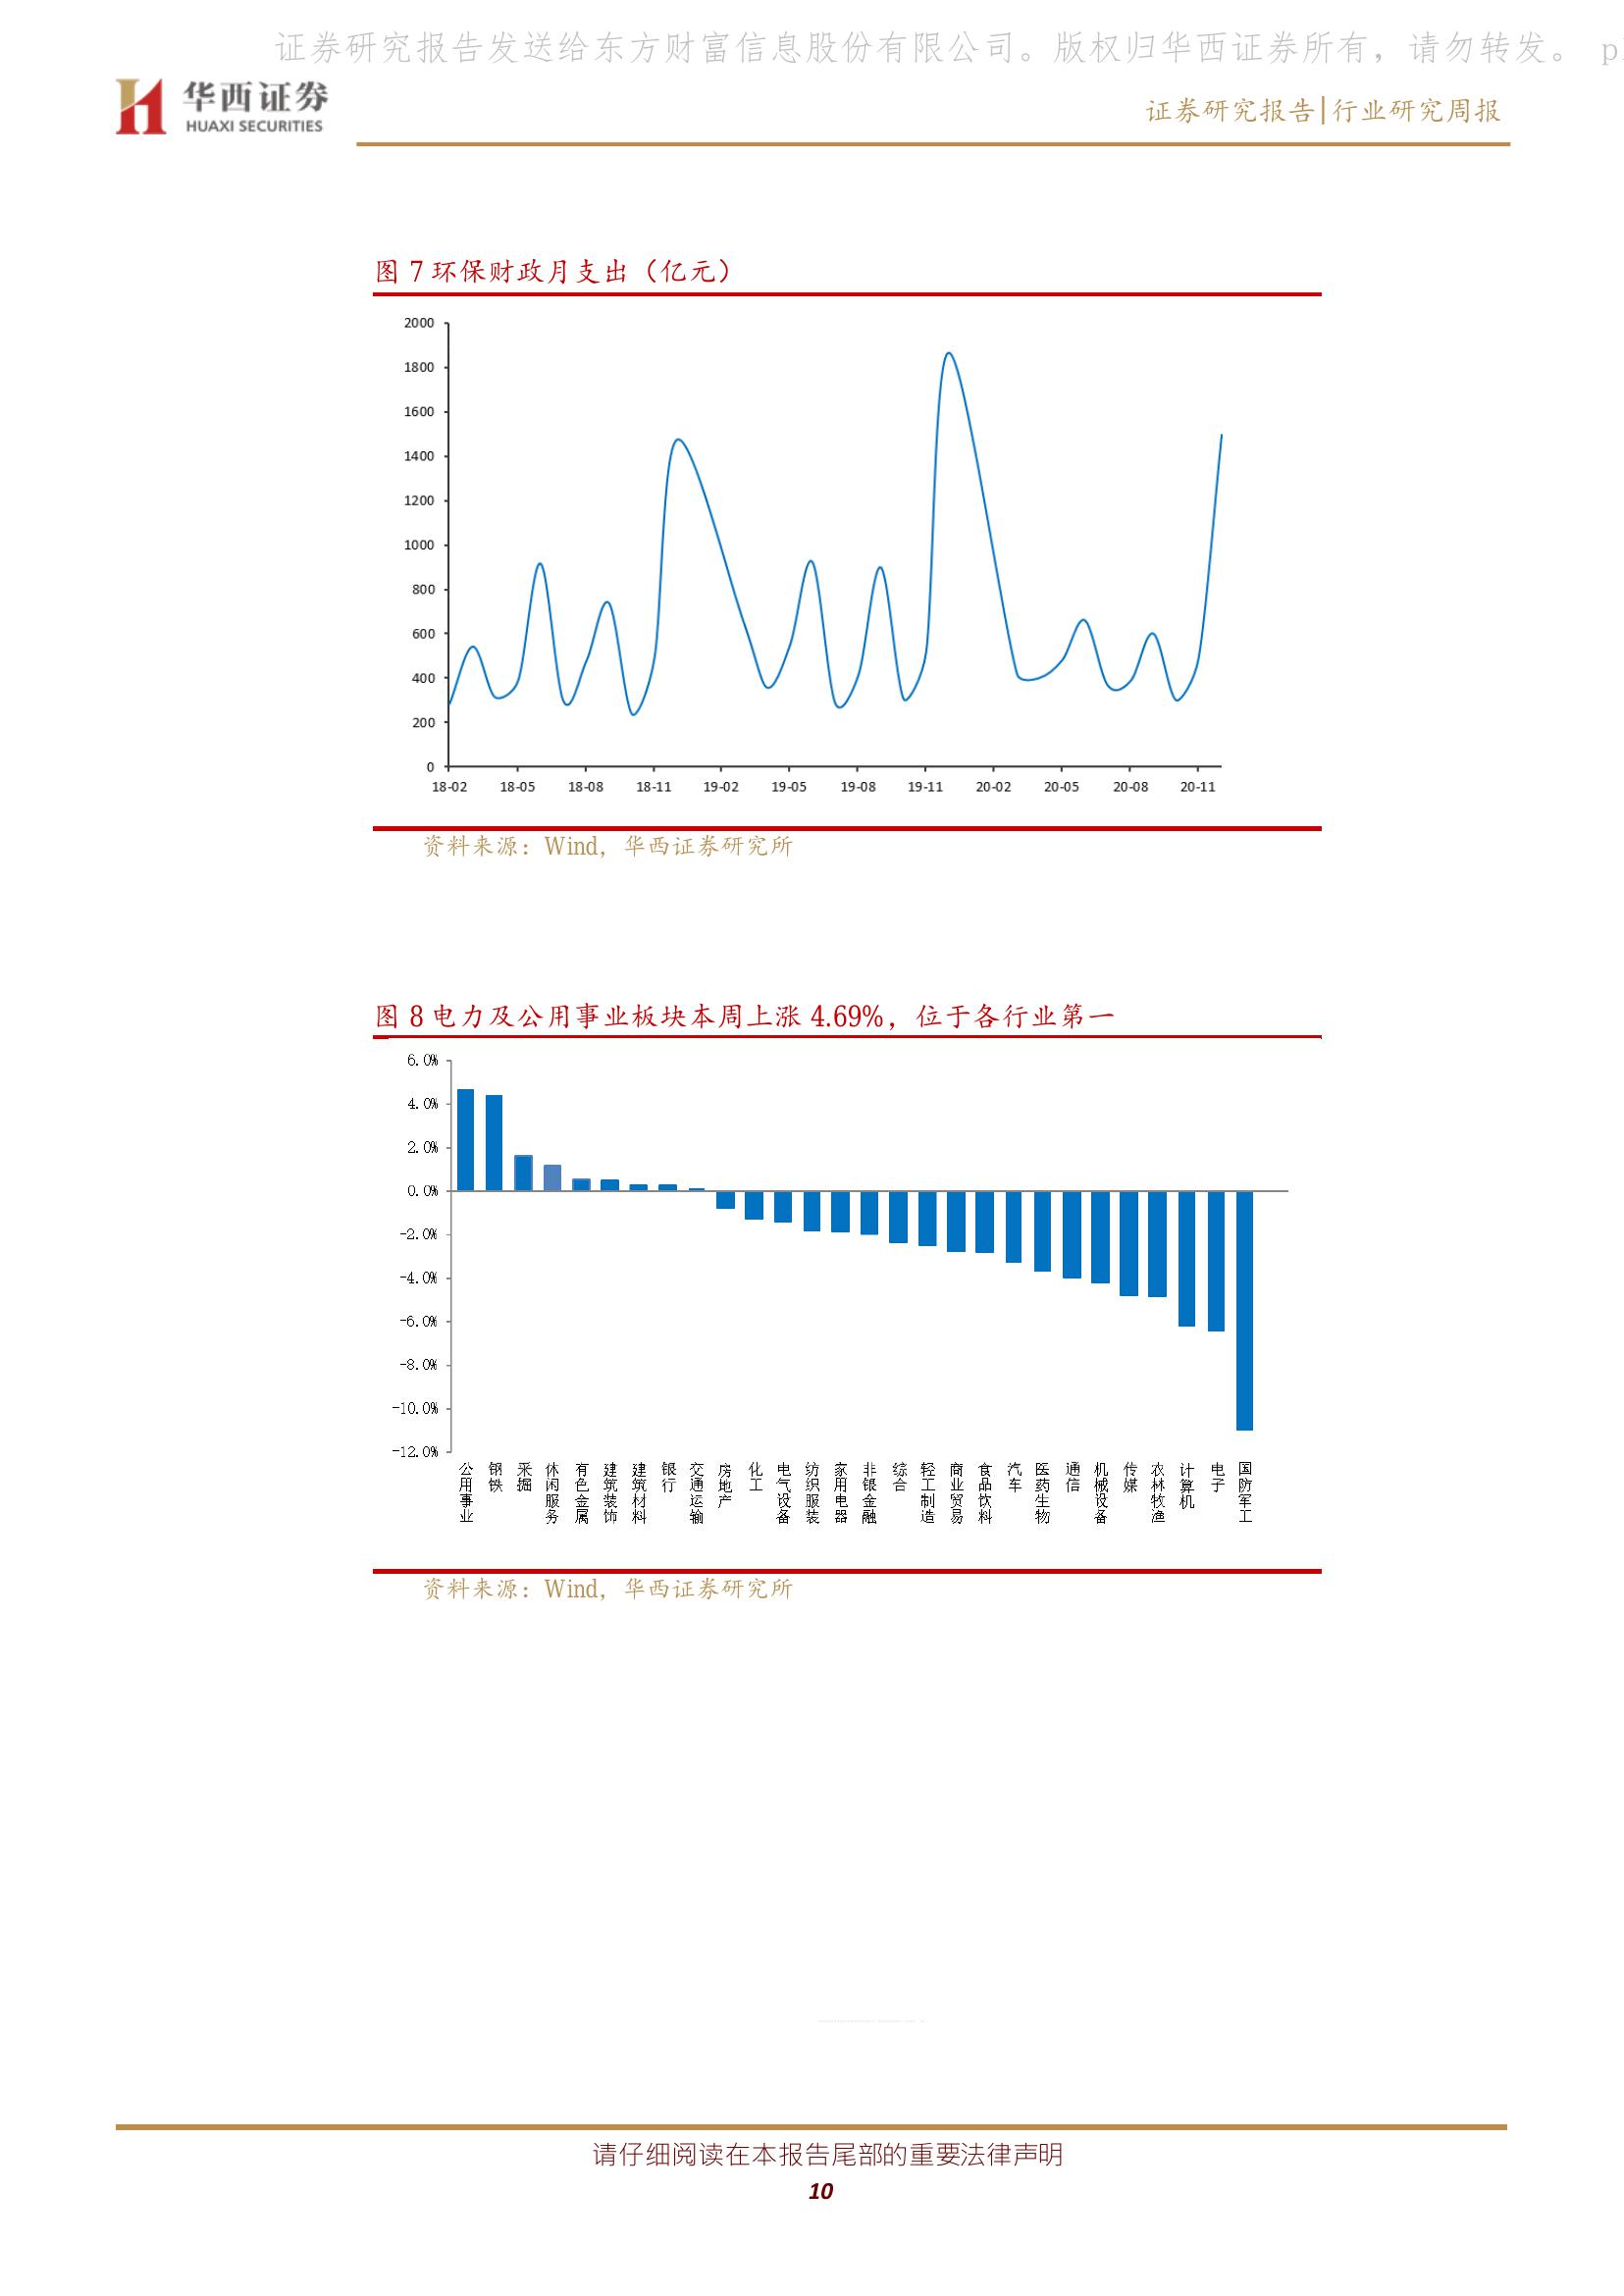 证券研究报告发送给东方财富信息股份有限公司。版权归华西证券所有，请勿转发。 p
华西证券
HUAXI SECURITIES
证券研究报告|行业研究周报
图 7 环保财政月支出（亿元）
2000
1800
1600
1400
1200
1000
800
600
400
200
0
18-02 18-05 18-08 18-11 19-02 19-05 19-08 19-11 20-02 20-05 20-08 20-11
资料来源：Wind，华西证券研究所
图 8 电力及公用事业板块本周上涨 4.69%，位于各行业第一
6.0%
4.0%
2.0%
0.0%
-2.0%
-4.0%
-6.0%
-8.0%
-10.0%
-12.0%
公用事业
钢铁
采掘
休闲服务
有色金属
建筑装饰
建筑材料
银行
交通运输
房地产
化工
电气设备
纺织服装
家用电器
非银金融
综合
轻工制造
商业贸易
食品饮料
汽车
医药生物
通信
机械设备
传媒
农林牧渔
计算机
电子
国防军工
资料来源：Wind，华西证券研究所
请仔细阅读在本报告尾部的重要法律声明
10